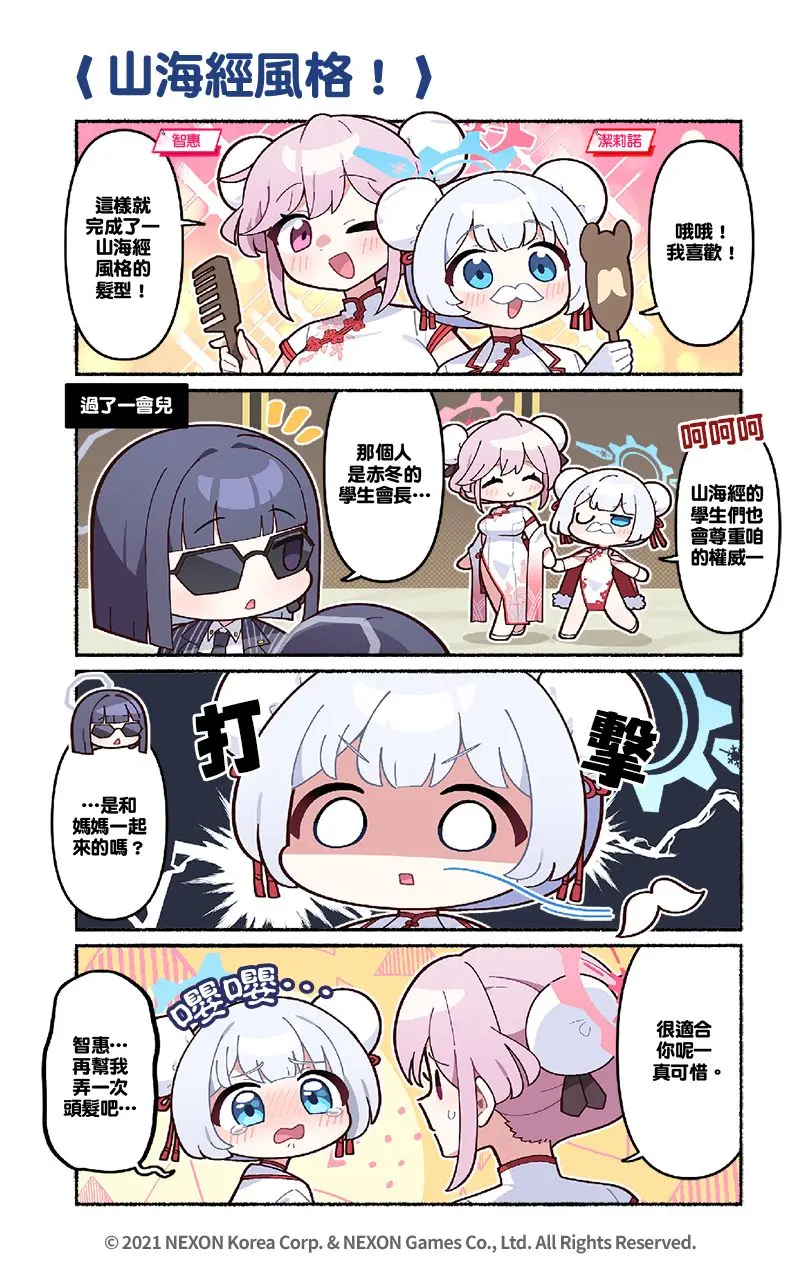 《山海經風格！》
智惠
潔莉諾
這樣就
完成了一
山海經
風格的
髮型！
哦哦！
我喜歡！
過了一會兒
那個人
是赤冬的
學生會長…
呵呵呵
山海經的
學生們也
會尊重咱
的權威一
打擊
…是和
媽媽一起
來的嗎？
嚶嚶…
智惠…
再幫我
弄一次
頭髮吧…
很適合
你呢一
真可惜。
© 2021 NEXON Korea Corp. & NEXON Games Co., Ltd. All Rights Reserved.